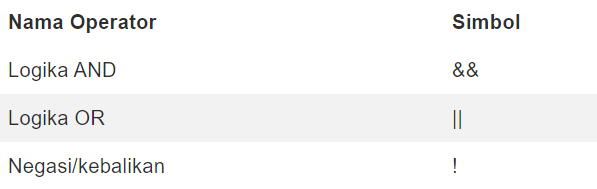 Nama Operator Simbol
Logika AND &&
Logika OR ||
Negasi/kebalikan !